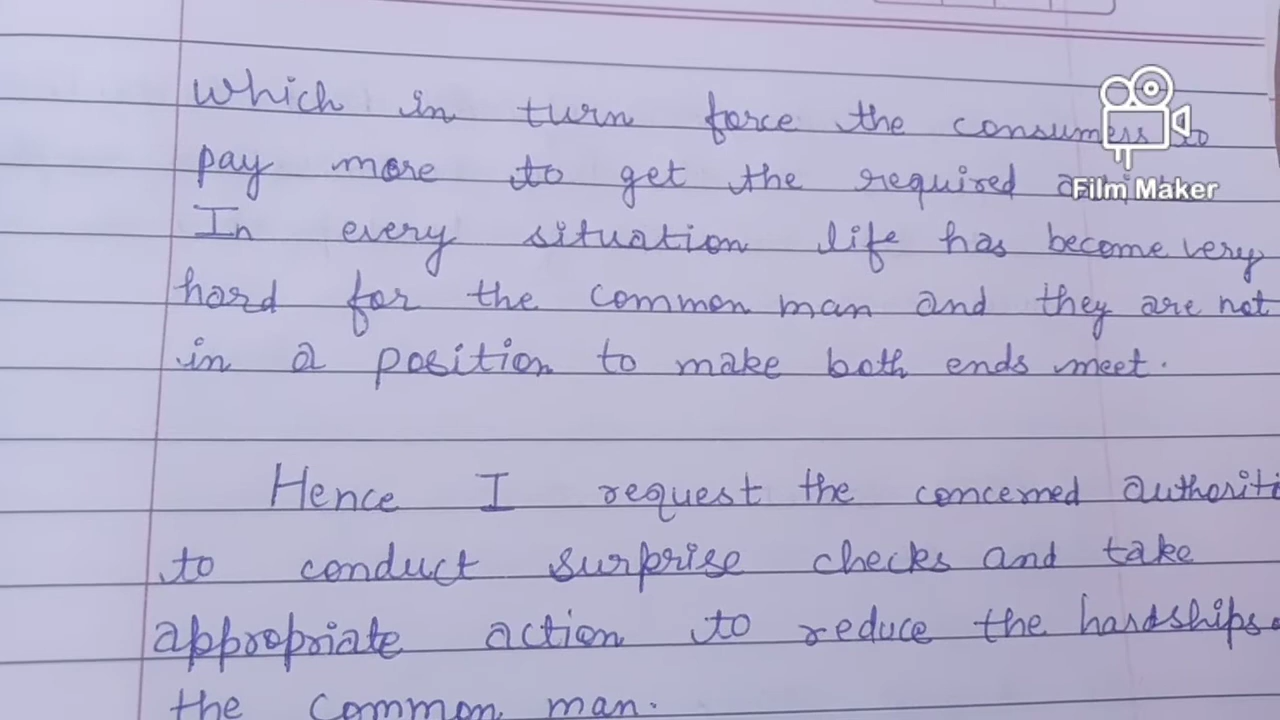 Which in turn force the consumers to
pay more to get the required
In every situation life has become very
hard for the common man and they are not
in a position to make both ends meet.
Hence I request the concerned authoriti
to conduct surprise checks and take
appropriate action to reduce the hardships
the common man.
Film Maker